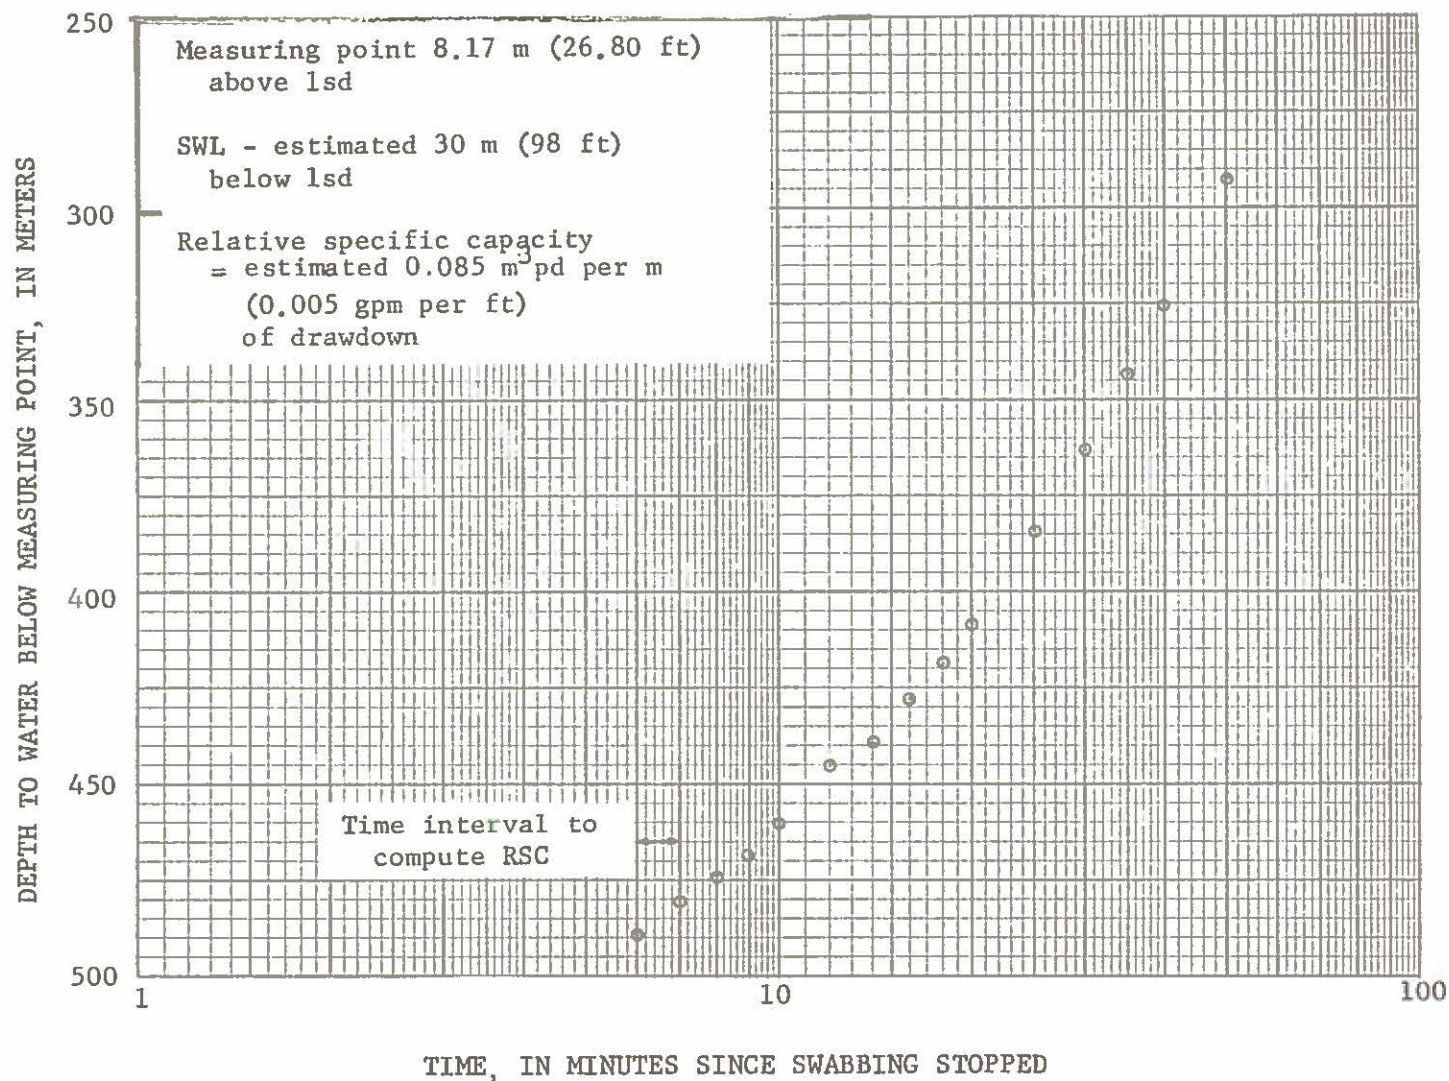 250
300
350
400
450
500
DEPTH TO WATER BELOW MEASURING POINT, IN METERS
Measuring point 8.17 m (26.80 ft)
above lsd
SWL - estimated 30 m (98 ft)
below lsd
Relative specific capacity
= estimated 0.085 m³pd per m
(0.005 gpm per ft)
of drawdown
Time interval to
compute RSC
1
10
100
TIME, IN MINUTES SINCE SWABBING STOPPED